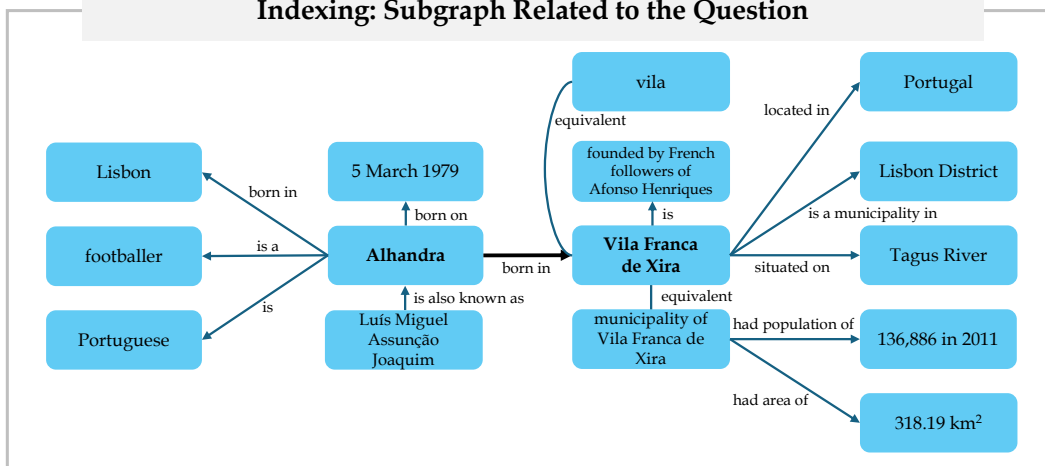 Indexing: Subgraph Related to the Question
vila
Portugal
located in
equivalent
Lisbon
5 March 1979
founded by French
followers of
Afonso Henriques
Lisbon District
born in
born on
is
is a municipality in
footballer
is a
Alhandra
born in
Vila Franca
de Xira
situated on
Tagus River
is
is also known as
equivalent
Portuguese
Luís Miguel
Assunção
Joaquim
municipality of
Vila Franca de
Xira
had population of
136,886 in 2011
had area of
318.19 km²